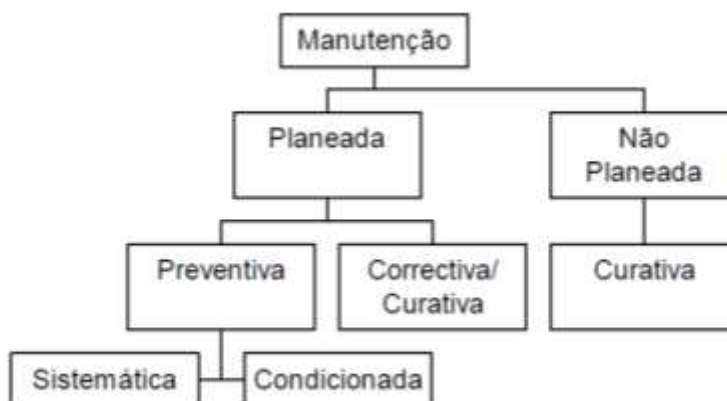 Manutenção
Planeada
Não
Planeada
Preventiva
Correctiva/
Curativa
Curativa
Sistemática
Condicionada